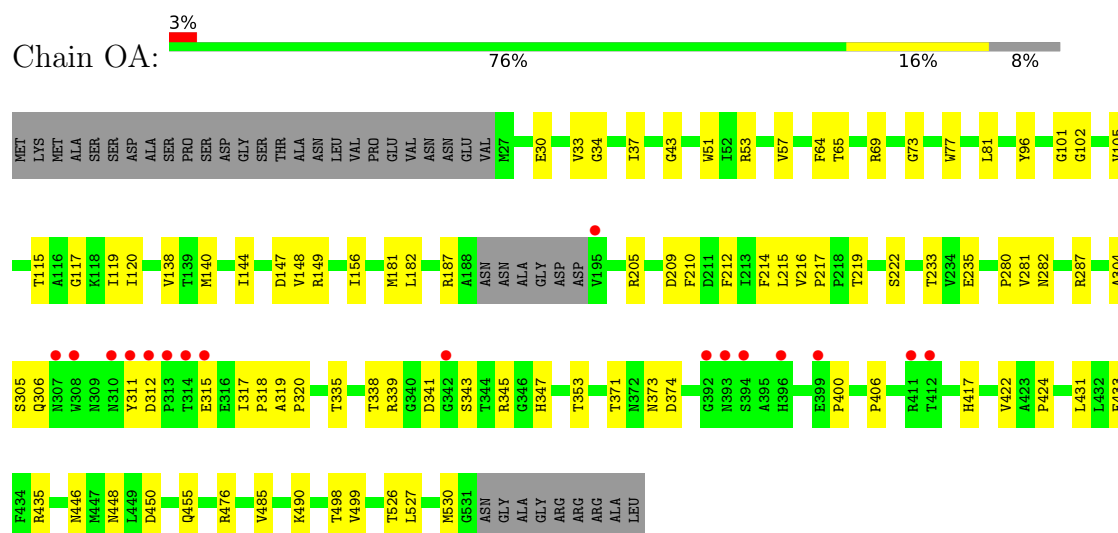 3%
Chain OA:
76% 16% 8%
MET LYS MET ALA SER SER ASP ALA SER PRO SER ASP GLY SER THR ALA ASN LEU VAL PRO GLU VAL ASN ASN GLU VAL M27 E30 V33 G34 I37 G43 W51 I52 R53 V57 F64 T65 R69 G73 W77 L81 Y96 G101 G102
T115 A116 G117 K118 I119 I120 V138 T139 M140 I144 D147 V148 R149 I156 M181 L182 R187 A188 ASN ASN ALA GLY ASP ASP V195 R205 D209 F210 D211 F212 I213 F214 L215 V216 P217 P218 T219 S222 T233 V234 E235 P280 V281 N282 R287 A304
S305 Q306 N307 W308 N309 N310 Y311 D312 P313 T314 E315 E316 I317 P318 A319 P320 T335 T338 R339 G340 D341 G342 S343 T344 R345 G346 H347 T353 T371 N372 N373 D374 G392 N393 S394 A395 H396 E399 P400 P406 R411 T412 H417 V422 A423 P424 L431 L432
F434 R435 N446 M447 N448 L449 D450 Q455 R476 V485 K490 T498 V499 T526 L527 M530 G531 ASN GLY ALA GLY ARG ARG ARG ALA LEU